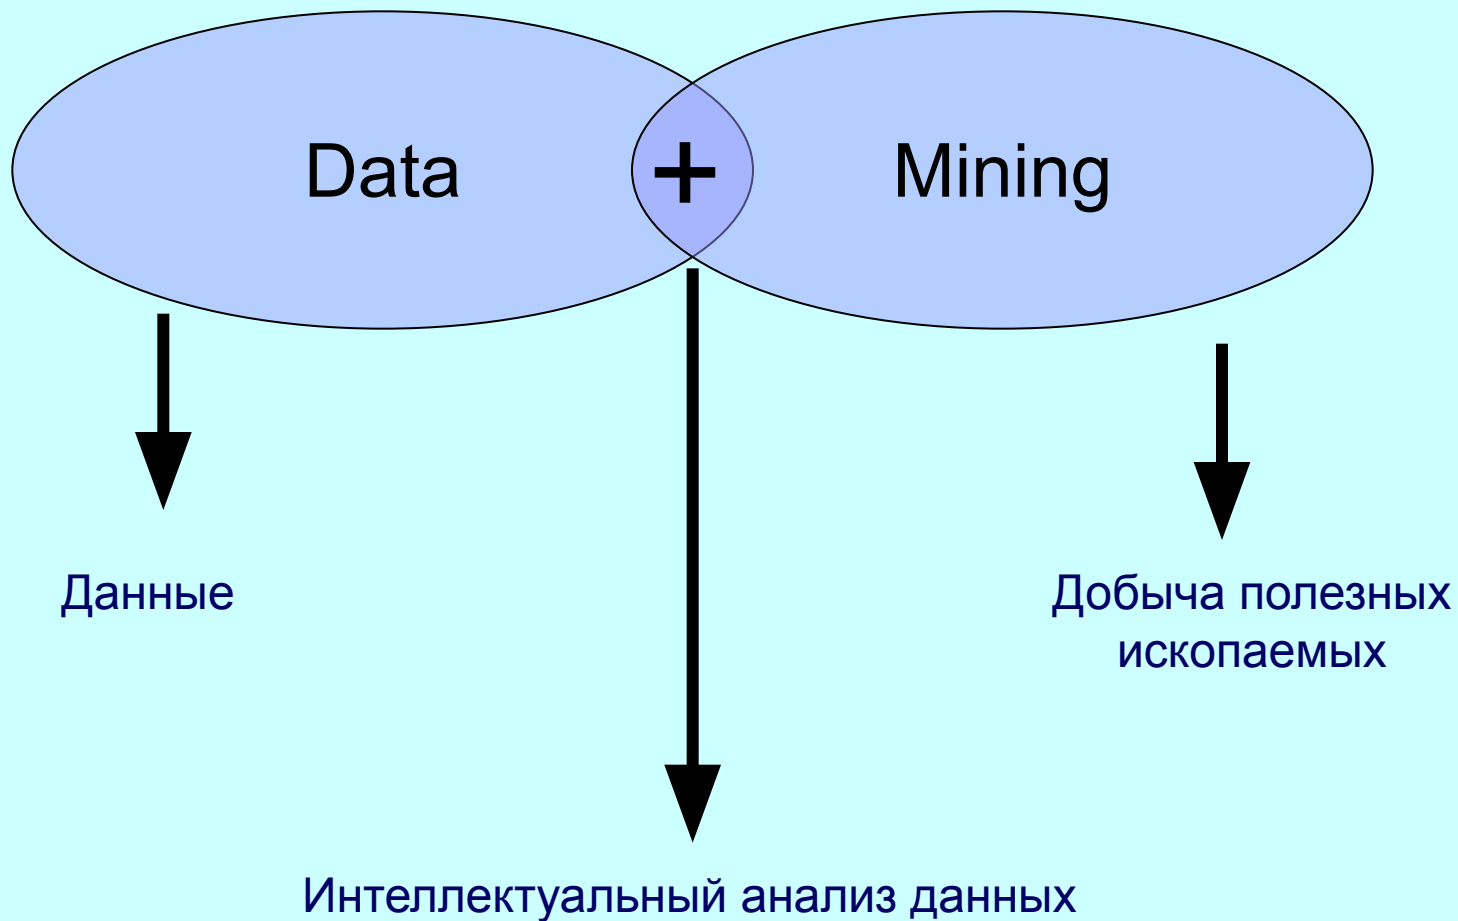 Data + Mining
Данные
Добыча полезных
ископаемых
Интеллектуальный анализ данных